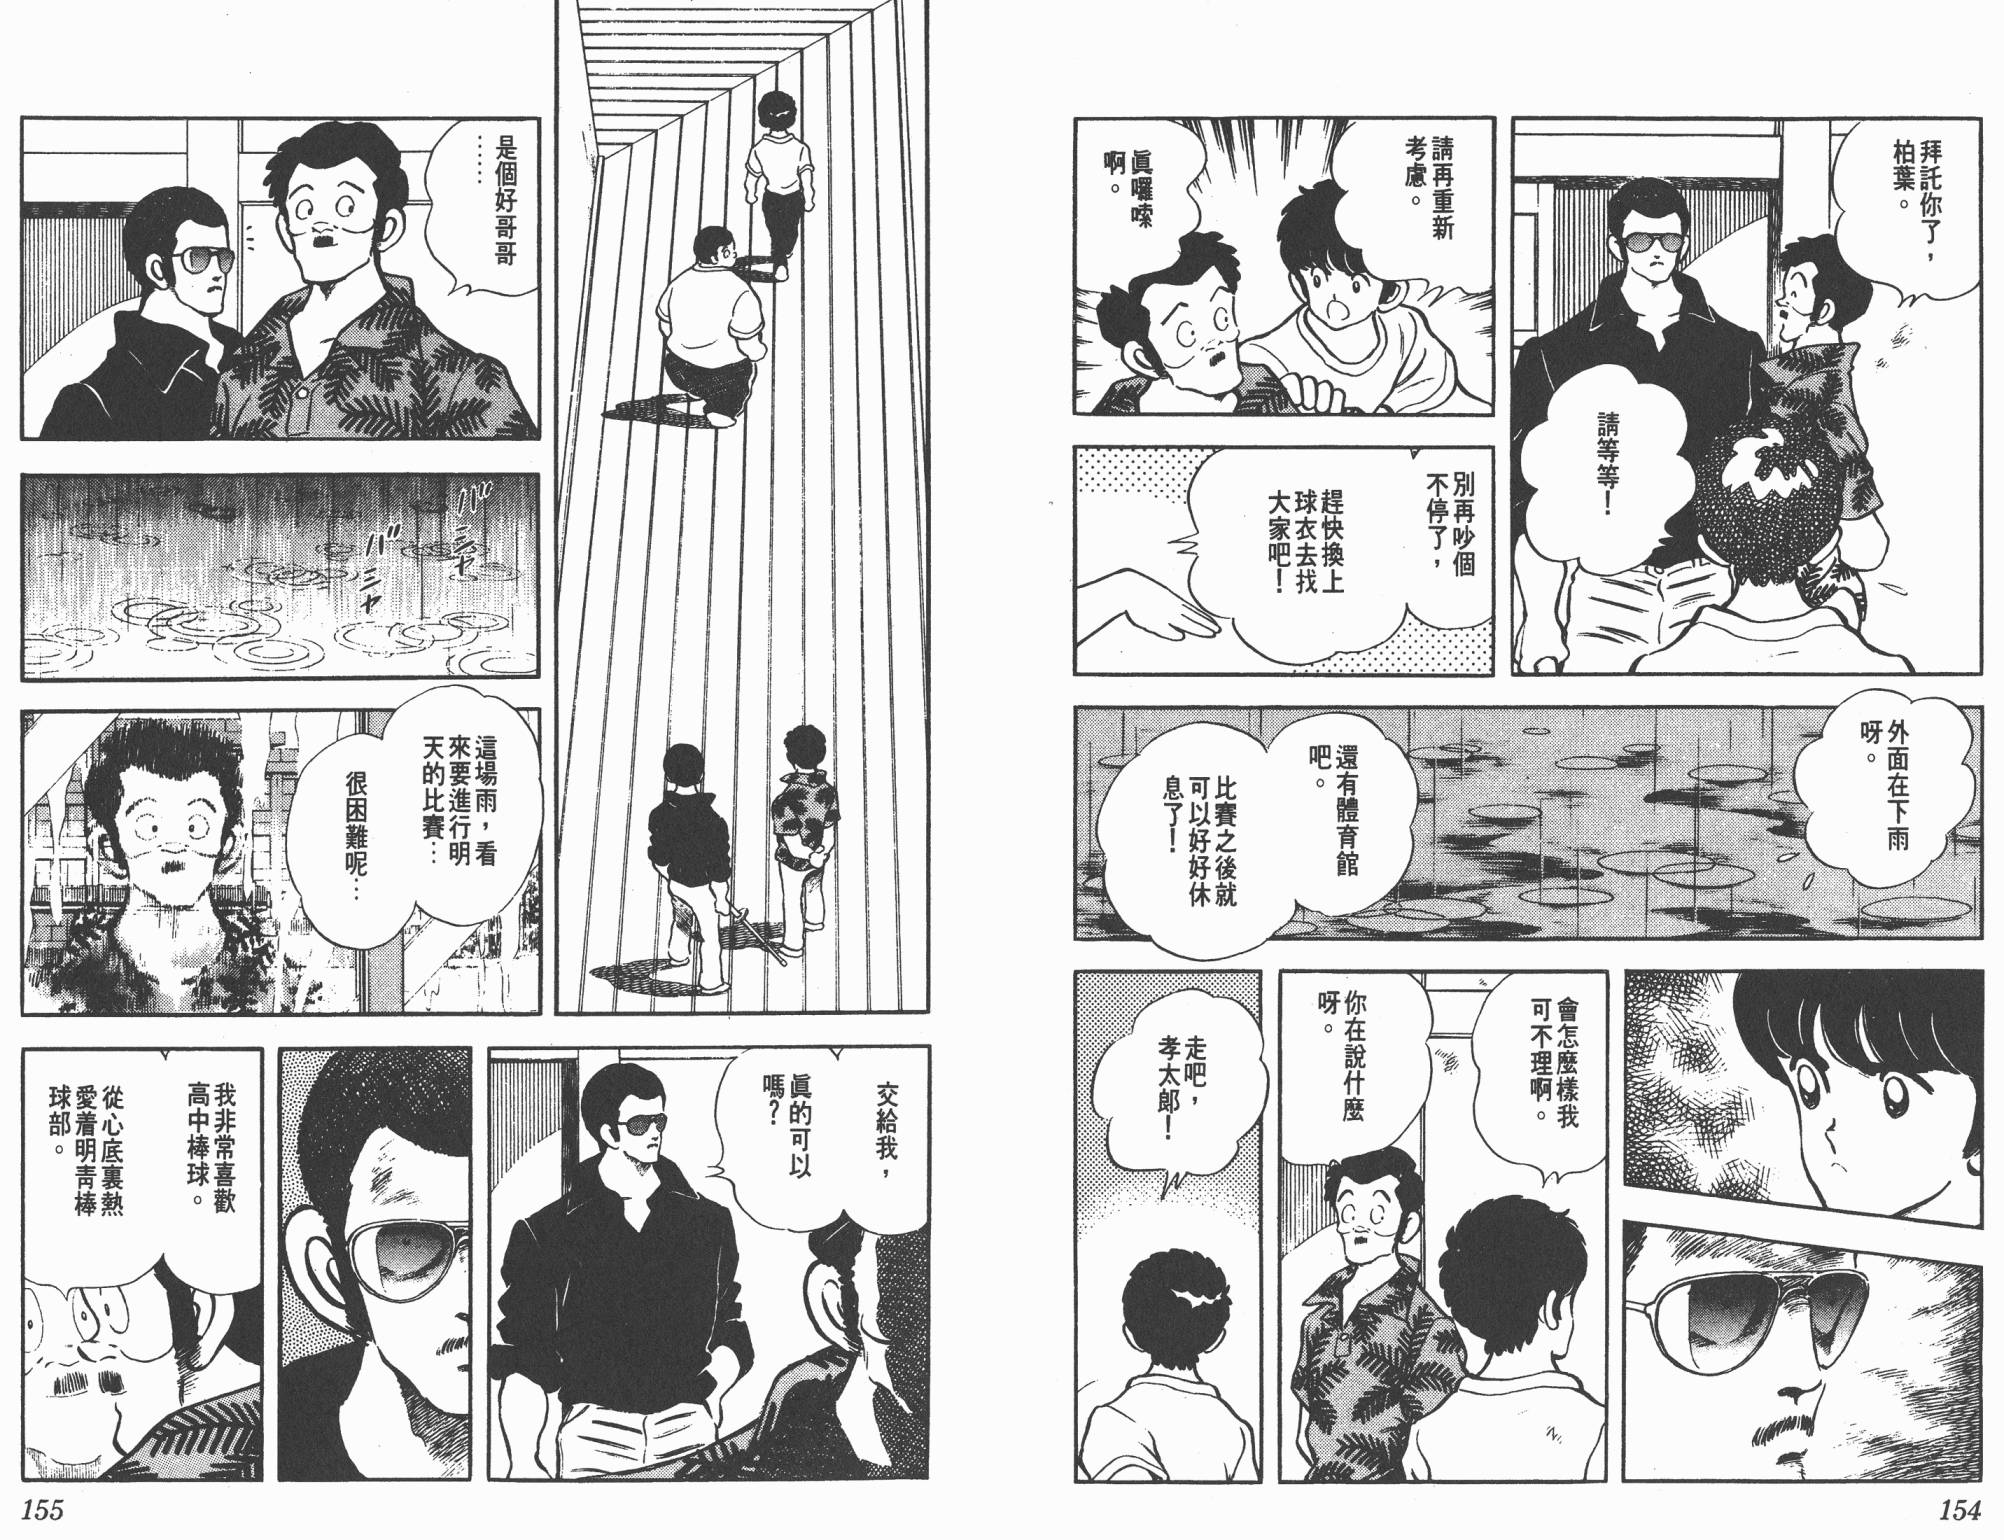 拜託你了，
柏葉。
請等等！
請再重新
考慮。
眞囉嗦
啊。
別再吵個
不停了，
趕快換上
球衣去找
大家吧！
外面在下雨
呀。
還有體育館
吧。
比賽之後就
可以好好休
息了！
會怎麼樣我
可不理啊。
你在說什麼
呀。
走吧，
孝太郎！
154
是個好哥哥
……
バシャ
バシャ
這場雨，看
來要進行明
天的比賽…
很困難呢…
交給我，
眞的可以
嗎？
我非常喜歡
高中棒球。
從心底裏熱
愛着明靑棒
球部。
155